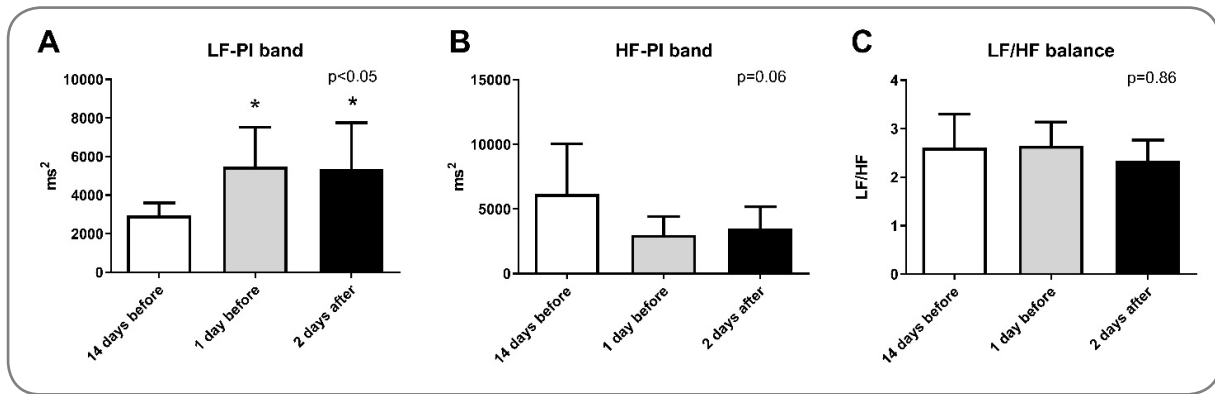 A
LF-PI band
p<0.05
10000
8000
6000
4000
2000
0
ms²
*
*
14 days before
1 day before
2 days after
B
HF-PI band
p=0.06
15000
10000
5000
0
ms²
14 days before
1 day before
2 days after
C
LF/HF balance
p=0.86
4
3
2
1
0
LF/HF
14 days before
1 day before
2 days after